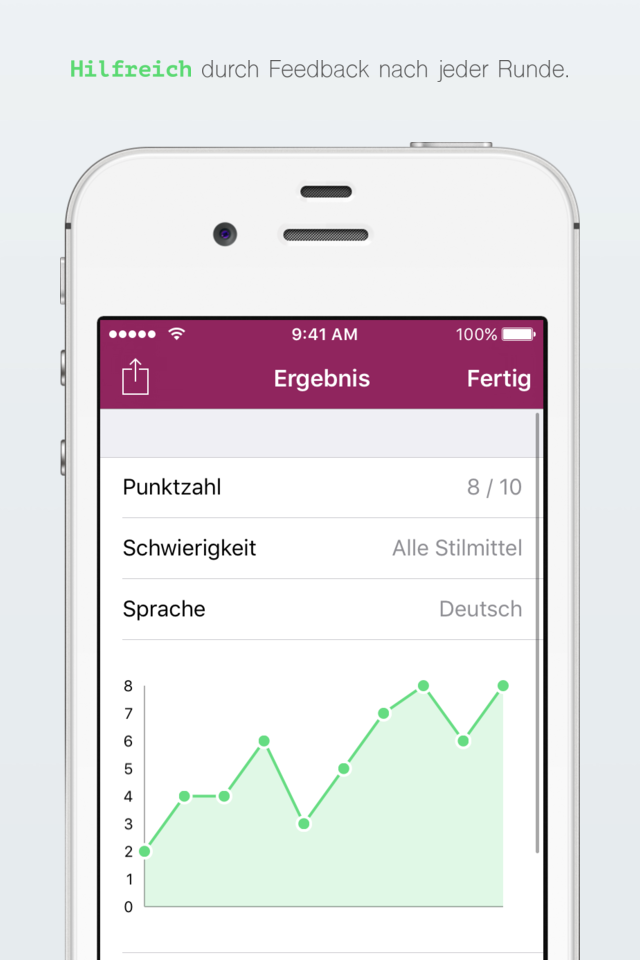 Hilfreich durch Feedback nach jeder Runde.
9:41 AM 100%
Ergebnis Fertig
Punktzahl 8 / 10
Schwierigkeit Alle Stilmittel
Sprache Deutsch
8
7
6
5
4
3
2
1
0